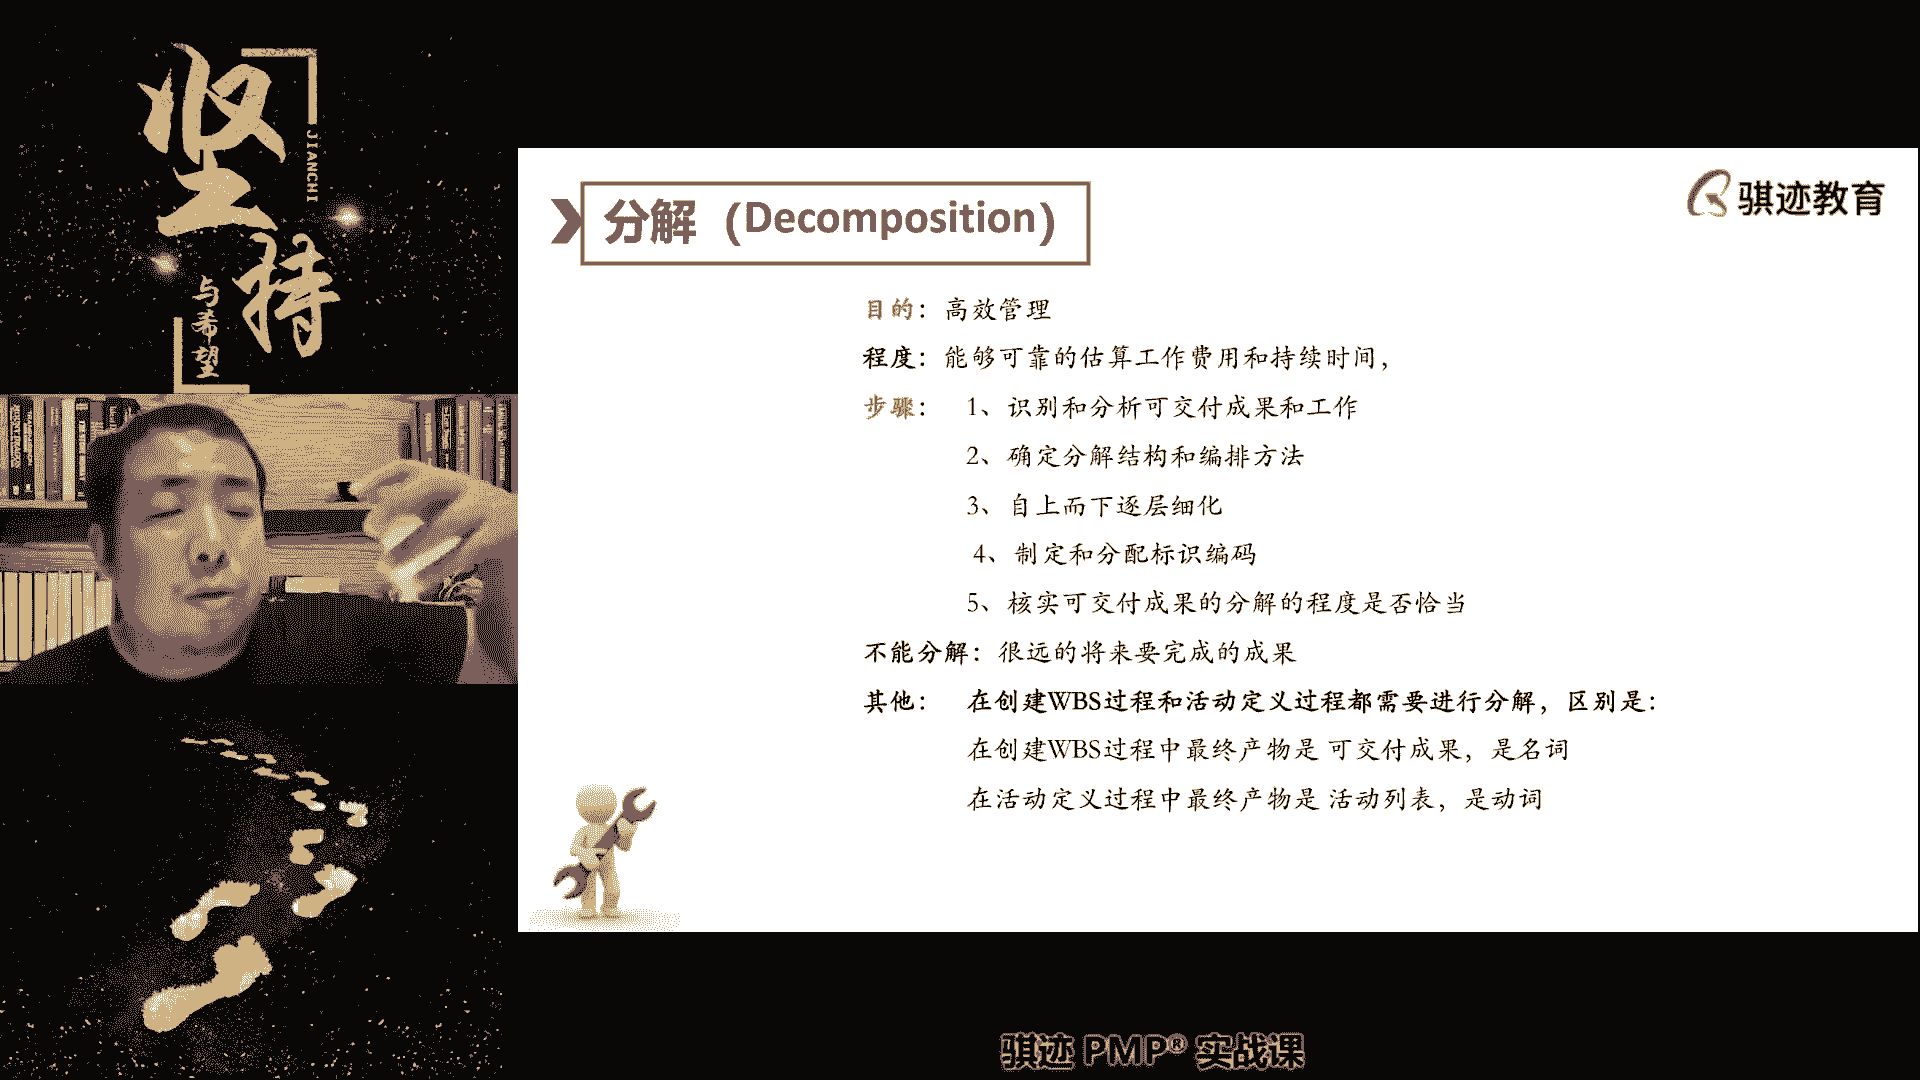 坚持
JIANCHI
与希望
分解（Decomposition）
骐迹教育
目的：高效管理
程度：能够可靠的估算工作费用和持续时间，
步骤：1、识别和分析可交付成果和工作
2、确定分解结构和编排方法
3、自上而下逐层细化
4、制定和分配标识编码
5、核实可交付成果的分解的程度是否恰当
不能分解：很远的将来要完成的成果
其他：在创建WBS过程和活动定义过程都需要进行分解，区别是：
在创建WBS过程中最终产物是 可交付成果，是名词
在活动定义过程中最终产物是 活动列表，是动词
骐迹 PMP® 实战课